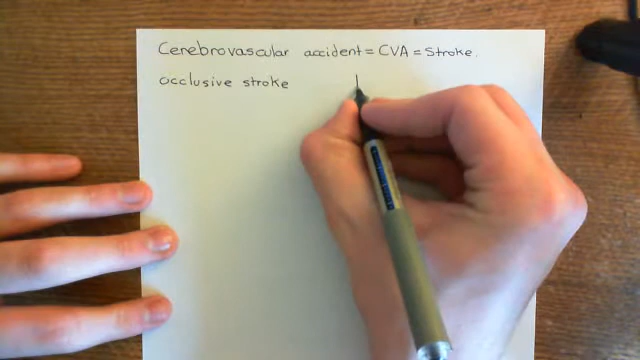 Cerebrovascular accident = CVA = Stroke.
occlusive stroke